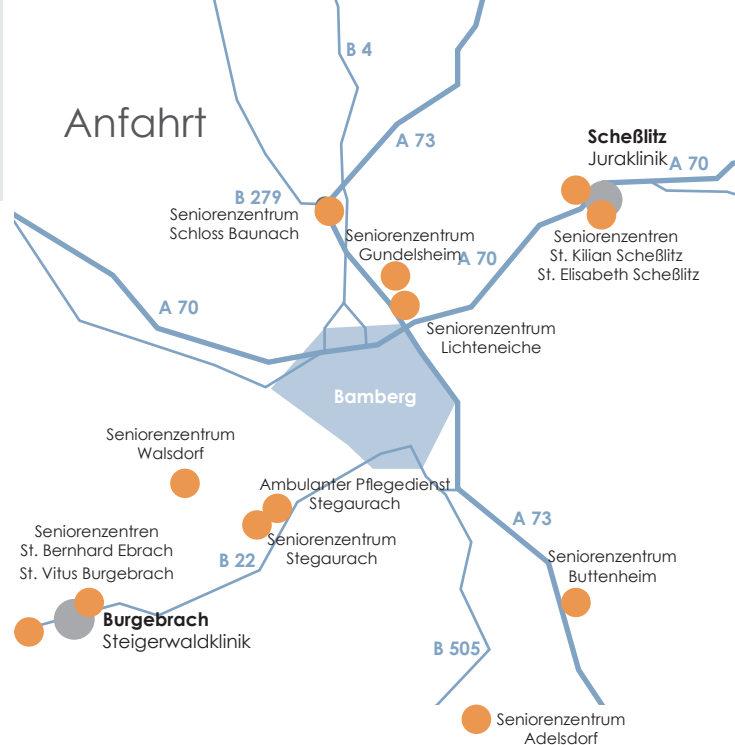 B 4
Anfahrt
A 73
Scheßlitz
Juraklinik
A 70
B 279
Seniorenzentrum
Schloss Baunach
Seniorenzentrum
Gundelsheim
A 70
Seniorenzentren
St. Kilian Scheßlitz
St. Elisabeth Scheßlitz
A 70
Seniorenzentrum
Lichteneiche
Bamberg
Seniorenzentrum
Walsdorf
Ambulanter Pflegedienst
Stegaurach
Seniorenzentren
St. Bernhard Ebrach
St. Vitus Burgebrach
Seniorenzentrum
Stegaurach
B 22
A 73
Seniorenzentrum
Buttenheim
Burgebrach
Steigerwaldklinik
B 505
Seniorenzentrum
Adelsdorf